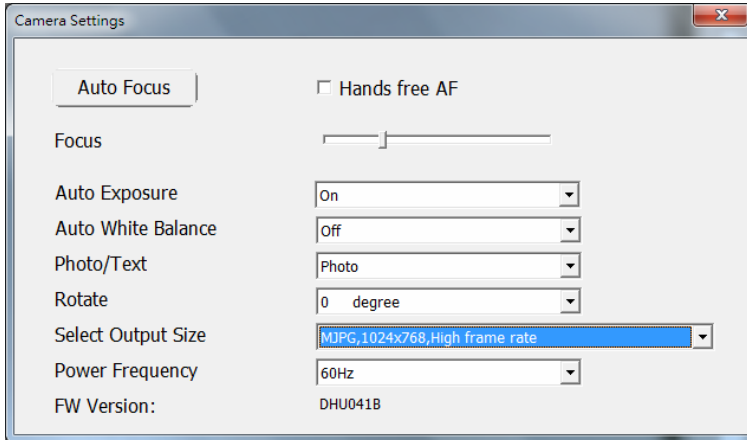 Camera Settings
Auto Focus
Hands free AF
Focus
Auto Exposure On
Auto White Balance Off
Photo/Text Photo
Rotate 0 degree
Select Output Size MJPG,1024x768,High frame rate
Power Frequency 60Hz
FW Version: DHU041B